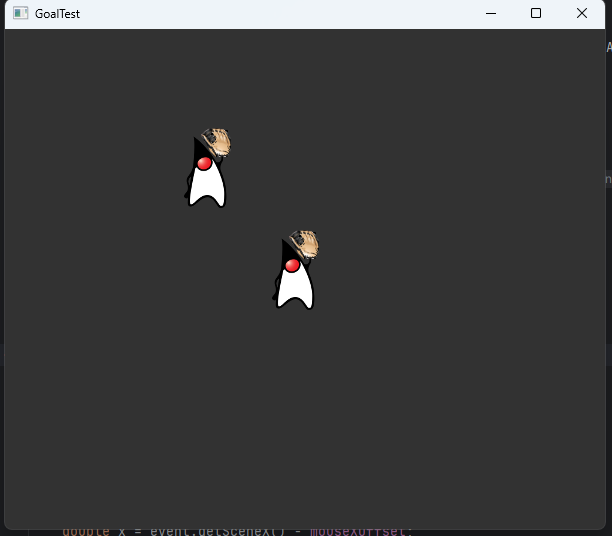 GoalTest
A
n
double x = event.getSceneX() - mouseXOffset;